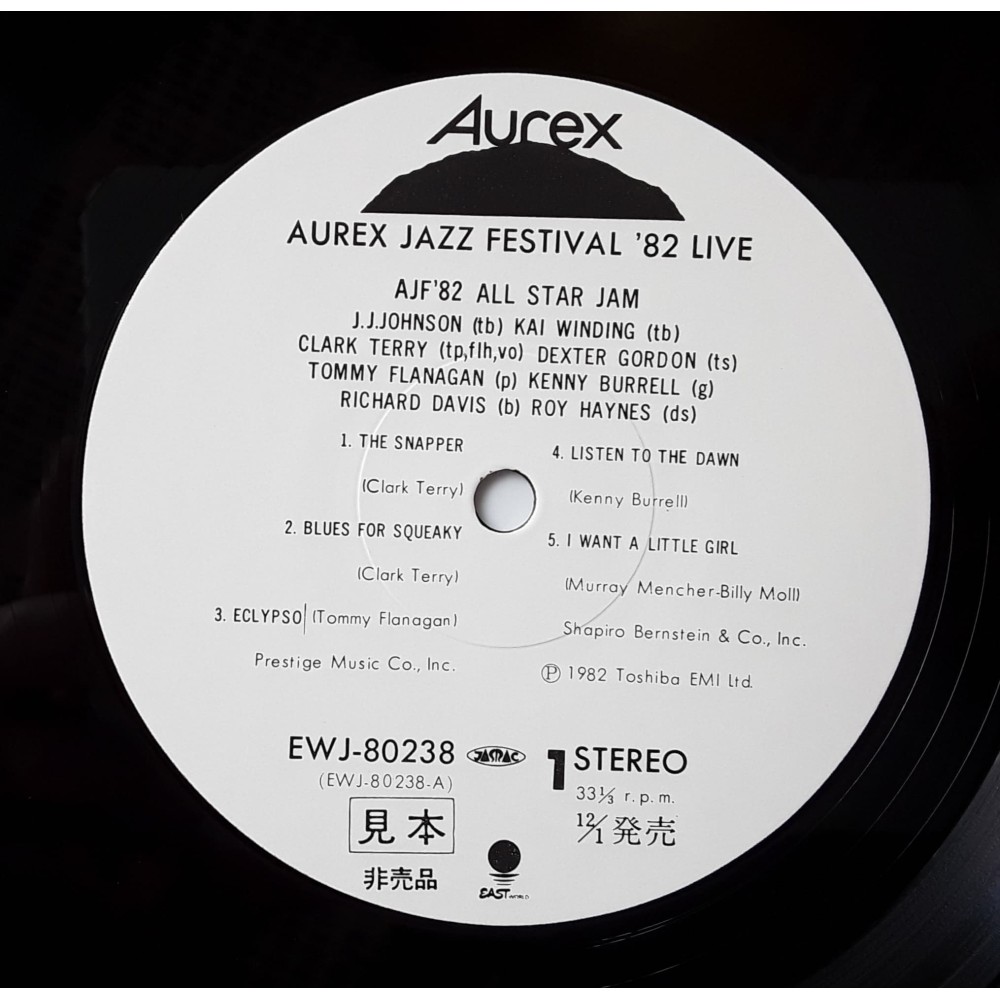 Aurex
AUREX JAZZ FESTIVAL '82 LIVE
AJF'82 ALL STAR JAM
J.J.JOHNSON (tb) KAI WINDING (tb)
CLARK TERRY (tp,flh,vo) DEXTER GORDON (ts)
TOMMY FLANAGAN (p) KENNY BURRELL (g)
RICHARD DAVIS (b) ROY HAYNES (ds)
1. THE SNAPPER
(Clark Terry)
2. BLUES FOR SQUEAKY
(Clark Terry)
3. ECLYPSO (Tommy Flanagan)
Prestige Music Co., Inc.
4. LISTEN TO THE DAWN
(Kenny Burrell)
5. I WANT A LITTLE GIRL
(Murray Mencher-Billy Moll)
Shapiro Bernstein & Co., Inc.
Ⓟ 1982 Toshiba EMI Ltd.
EWJ-80238
(EWJ-80238-A)
JASRAC
1 STEREO
33⅓ r.p.m.
12/1 発売
見本
非売品
EAST WORLD